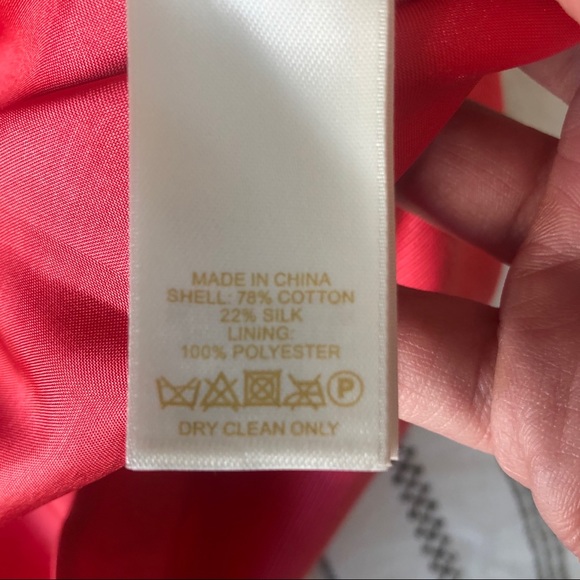 MADE IN CHINA
SHELL: 78% COTTON
22% SILK
LINING:
100% POLYESTER
P
DRY CLEAN ONLY